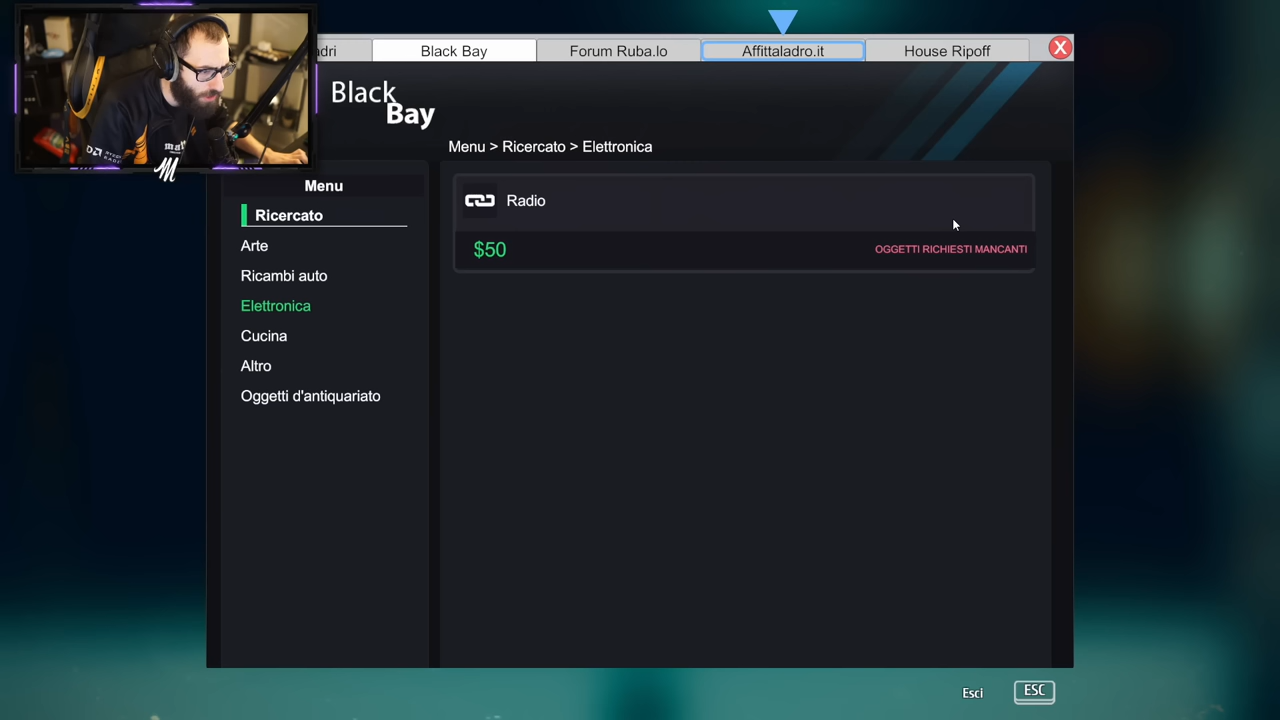 adri
Black Bay
Forum Ruba.lo
Affittaladro.it
House Ripoff
X
Black
Bay
Menu > Ricercato > Elettronica
Menu
Ricercato
Arte
Ricambi auto
Elettronica
Cucina
Altro
Oggetti d'antiquariato
Radio
$50
OGGETTI RICHIESTI MANCANTI
Esci
ESC